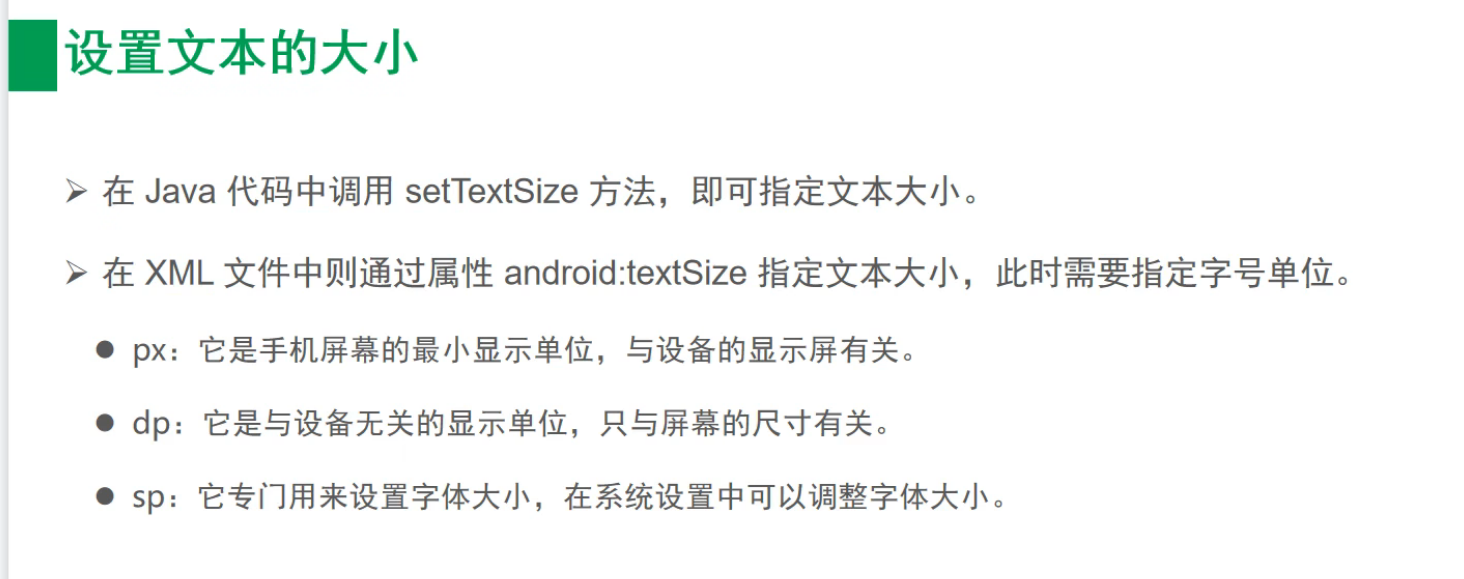 设置文本的大小
➢ 在 Java 代码中调用 setTextSize 方法，即可指定文本大小。
➢ 在 XML 文件中则通过属性 android:textSize 指定文本大小，此时需要指定字号单位。
● px：它是手机屏幕的最小显示单位，与设备的显示屏有关。
● dp：它是与设备无关的显示单位，只与屏幕的尺寸有关。
● sp：它专门用来设置字体大小，在系统设置中可以调整字体大小。